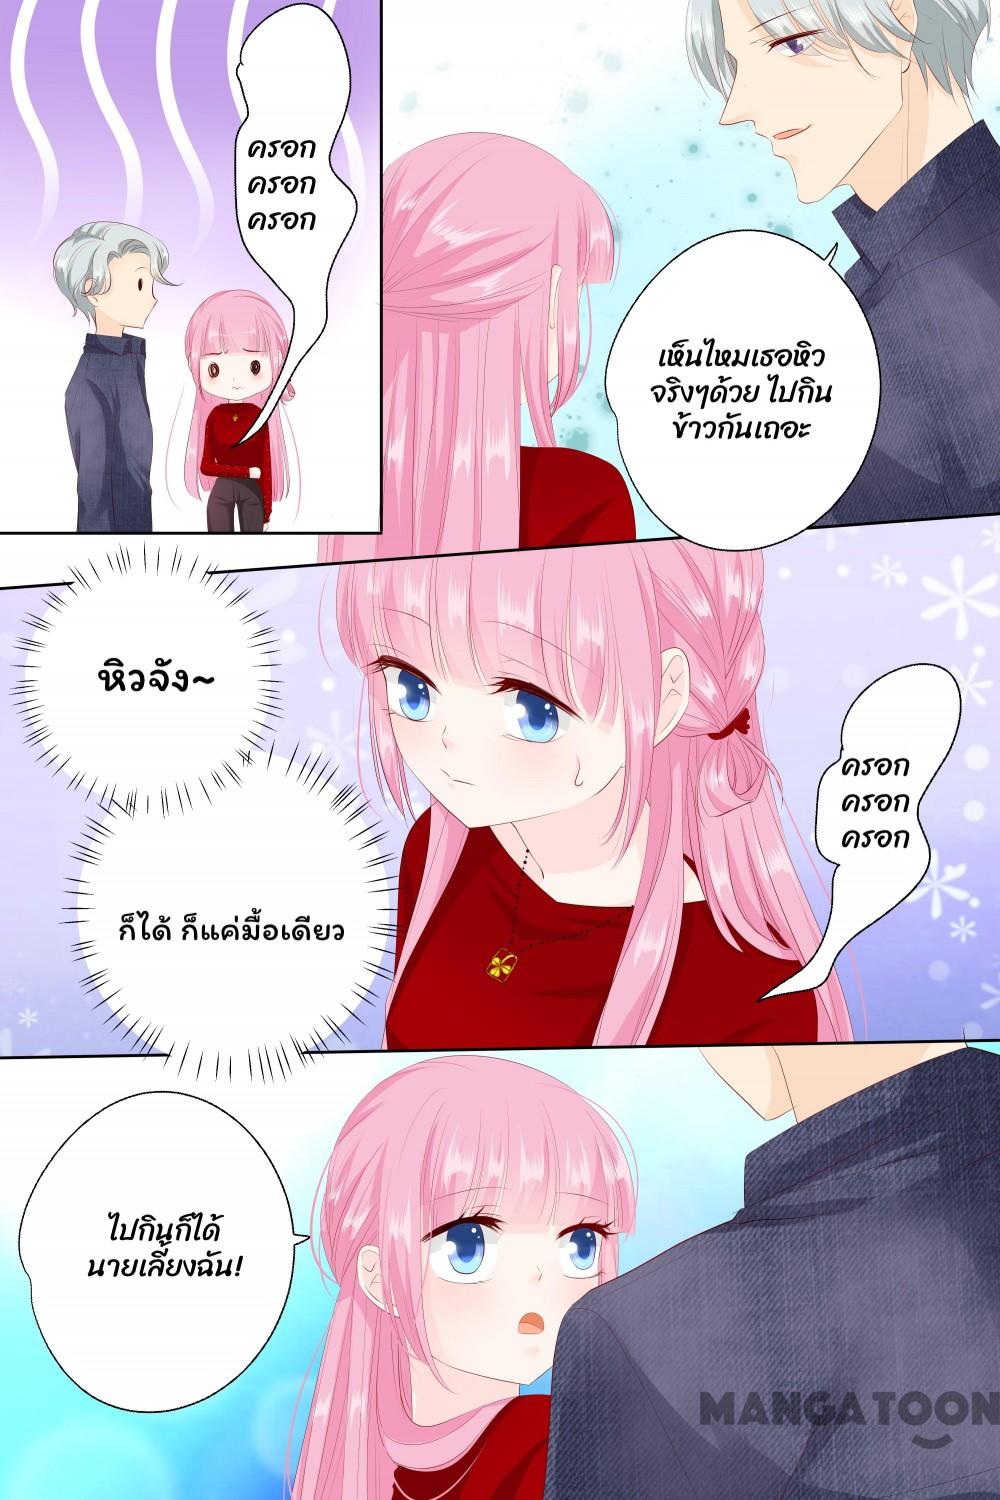 ครอก
ครอก
ครอก
เห็นไหมเธอหิว
จริงๆด้วย ไปกิน
ข้าวกันเถอะ
หิวจัง~
ครอก
ครอก
ครอก
ก็ได้ ก็แค่มื้อเดียว
ไปกินก็ได้
นายเลี้ยงฉัน!
MANGATOON